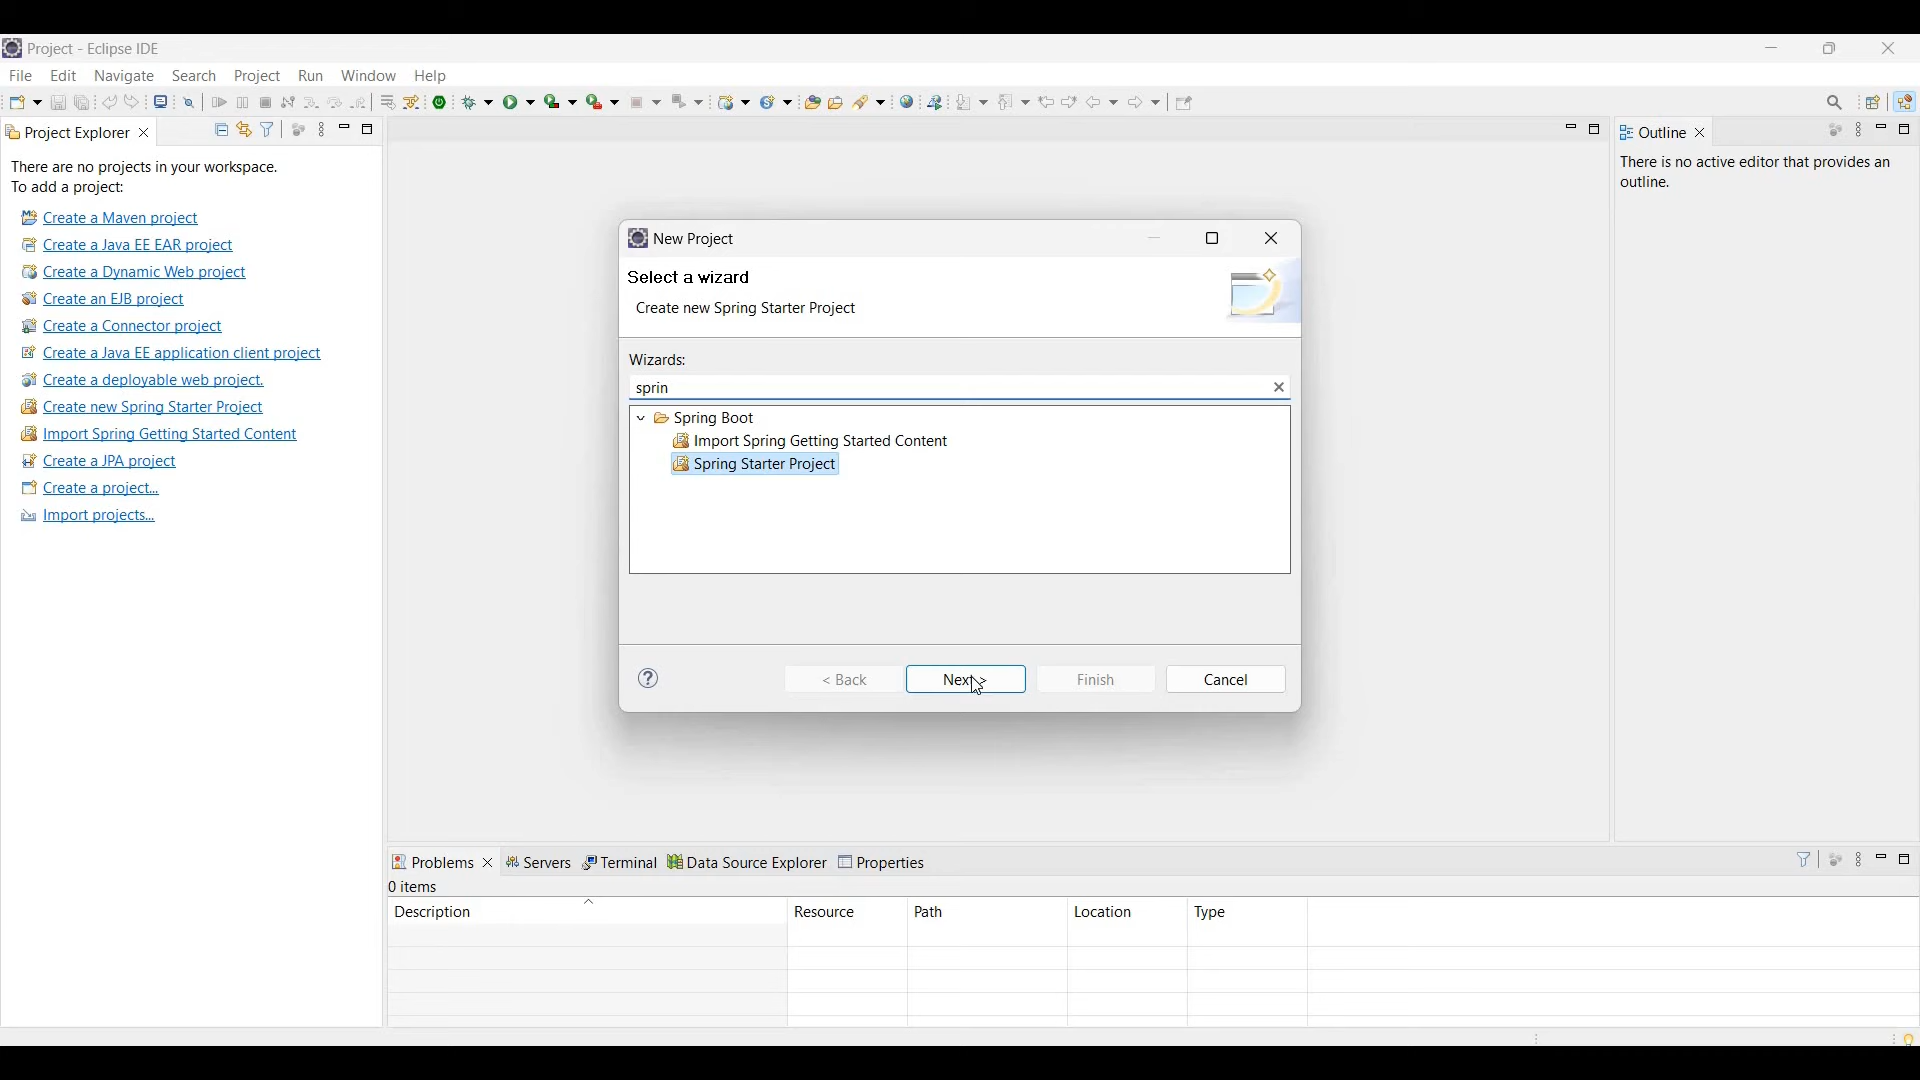 Project - Eclipse IDE
File Edit Navigate Search Project Run Window Help
Project Explorer
There are no projects in your workspace.
To add a project:
Create a Maven project
Create a Java EE EAR project
Create a Dynamic Web project
Create an EJB project
Create a Connector project
Create a Java EE application client project
Create a deployable web project.
Create new Spring Starter Project
Import Spring Getting Started Content
Create a JPA project
Create a project...
Import projects...
New Project
Select a wizard
Create new Spring Starter Project
Wizards:
sprin
Spring Boot
Import Spring Getting Started Content
Spring Starter Project
< Back Next > Finish Cancel
Outline
There is no active editor that provides an
outline.
Problems Servers Terminal Data Source Explorer Properties
0 items
Description Resource Path Location Type